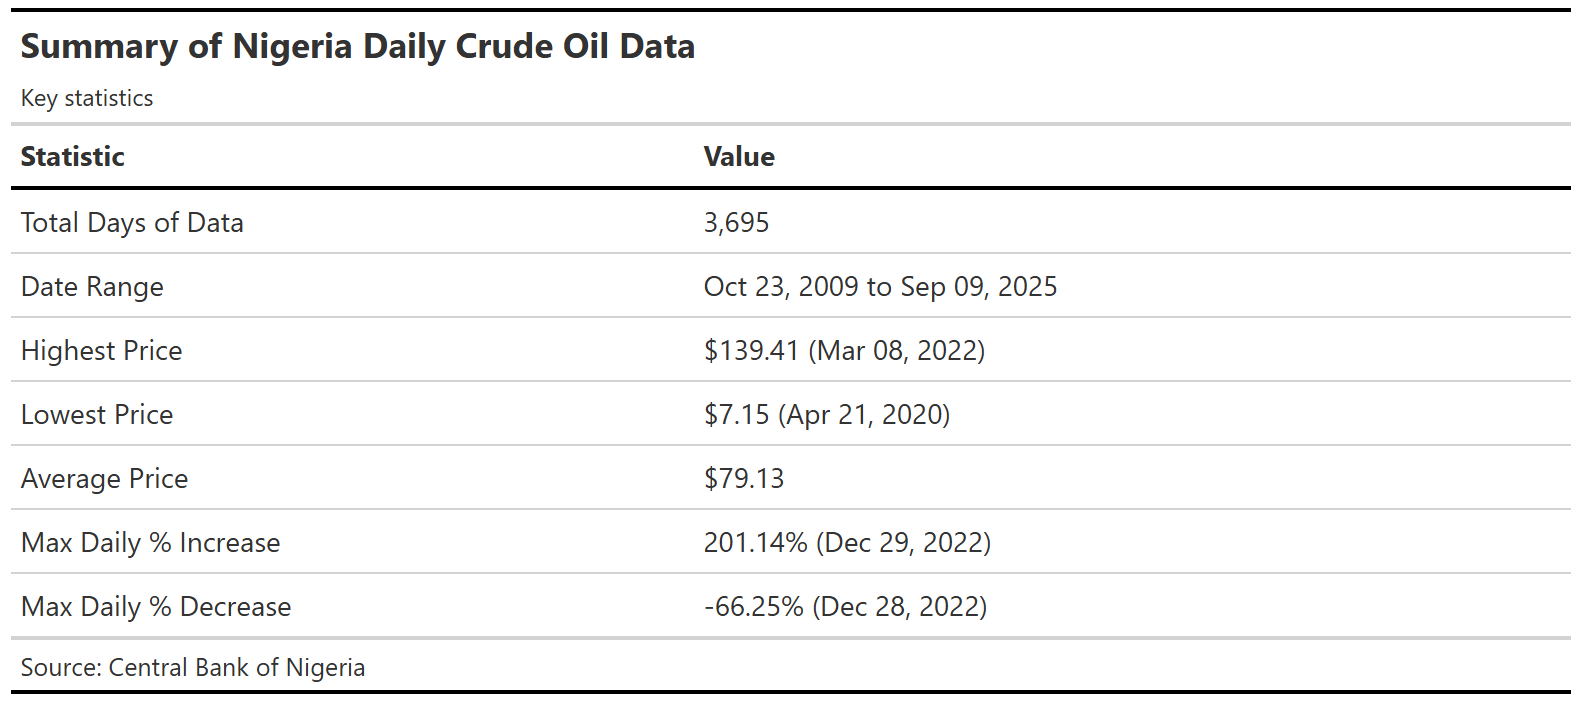 Summary of Nigeria Daily Crude Oil Data
Key statistics
Statistic Value
Total Days of Data 3,695
Date Range Oct 23, 2009 to Sep 09, 2025
Highest Price $139.41 (Mar 08, 2022)
Lowest Price $7.15 (Apr 21, 2020)
Average Price $79.13
Max Daily % Increase 201.14% (Dec 29, 2022)
Max Daily % Decrease -66.25% (Dec 28, 2022)
Source: Central Bank of Nigeria